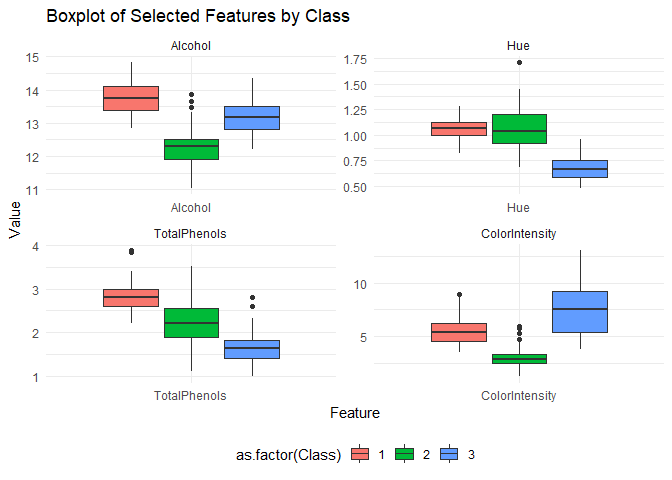 Boxplot of Selected Features by Class
Alcohol
Hue
15
14
13
12
11
1.75
1.50
1.25
1.00
0.75
0.50
Alcohol
Hue
Value
TotalPhenols
ColorIntensity
4
3
2
1
10
5
TotalPhenols
ColorIntensity
Feature
as.factor(Class) 1 2 3